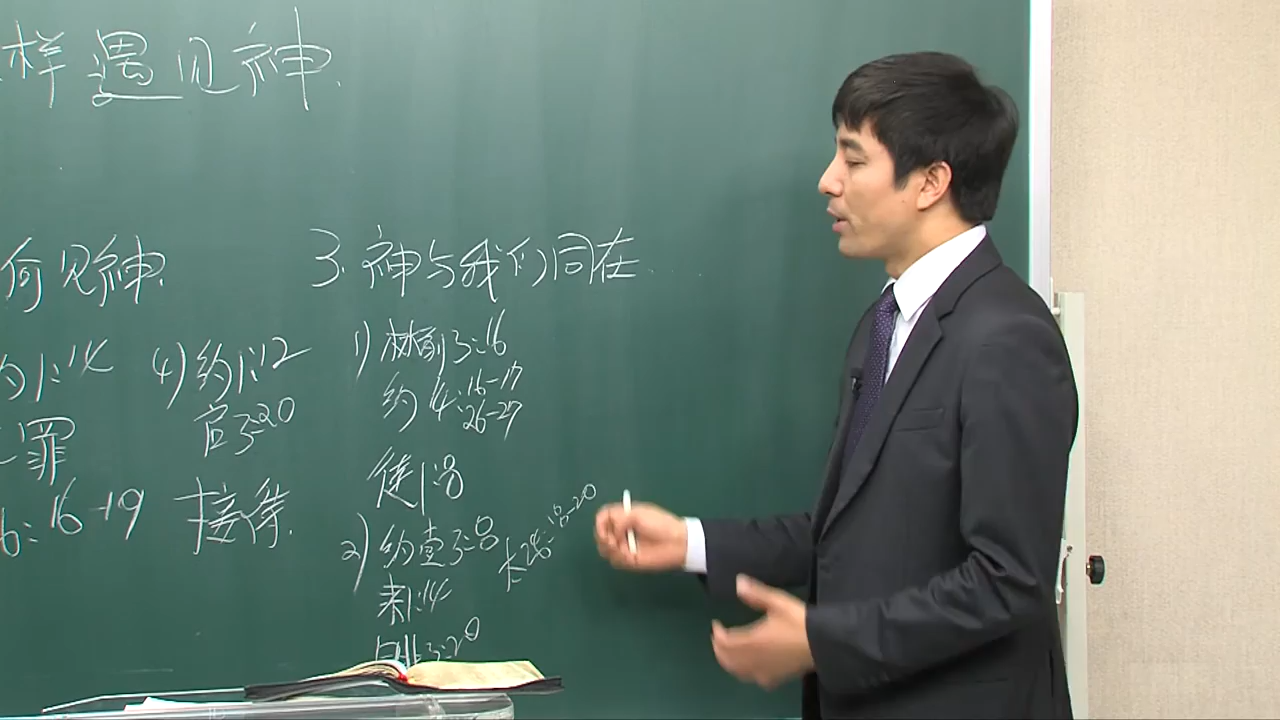 样遇见神.
何见神.
约1:14
罪
6:16-19
4)约1:12
启3:20
接待.
3.神与我们同在.....
1)林前3:16
约14:16-17
26-27
徒1:8
2)约壹3:8
太28:18-20
来1:14
3:20